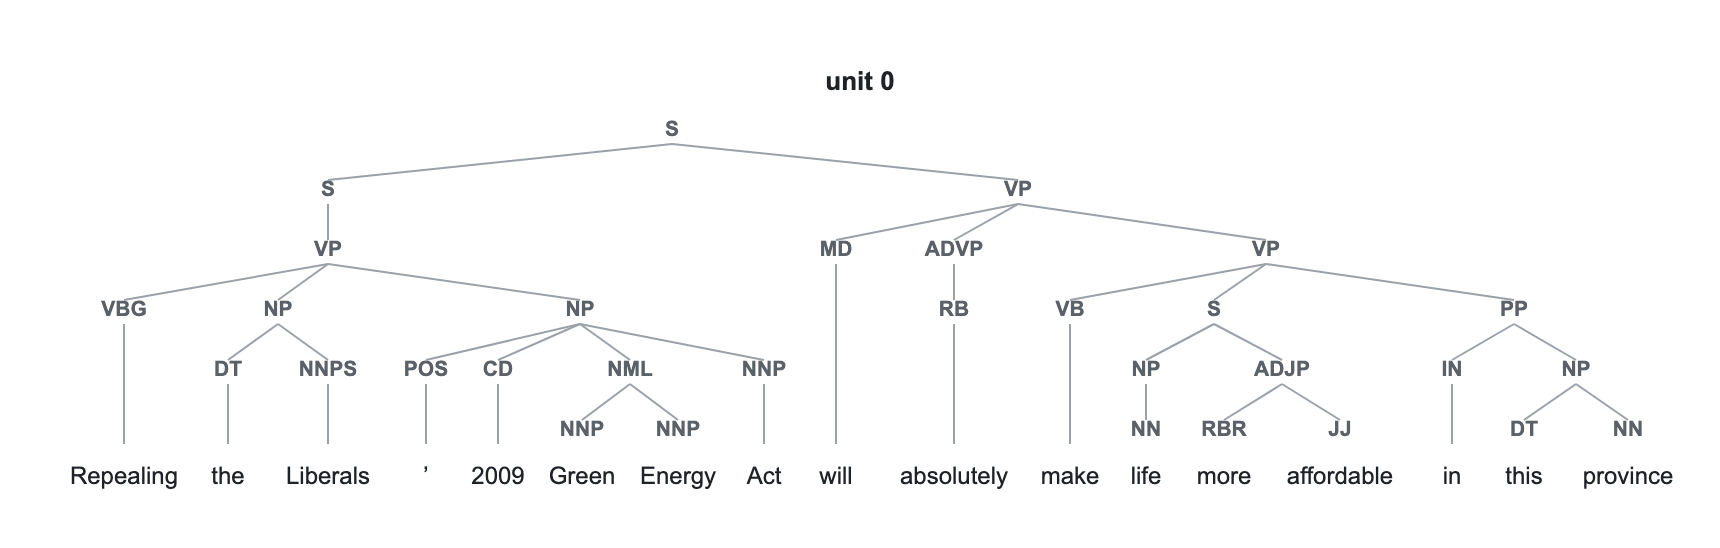 unit 0
S
S VP
VP MD ADVP VP
VBG NP NP RB VB S PP
DT NNPS POS CD NML NNP NP ADJP IN NP
NNP NNP NN RBR JJ DT NN
Repealing the Liberals ’ 2009 Green Energy Act will absolutely make life more affordable in this province